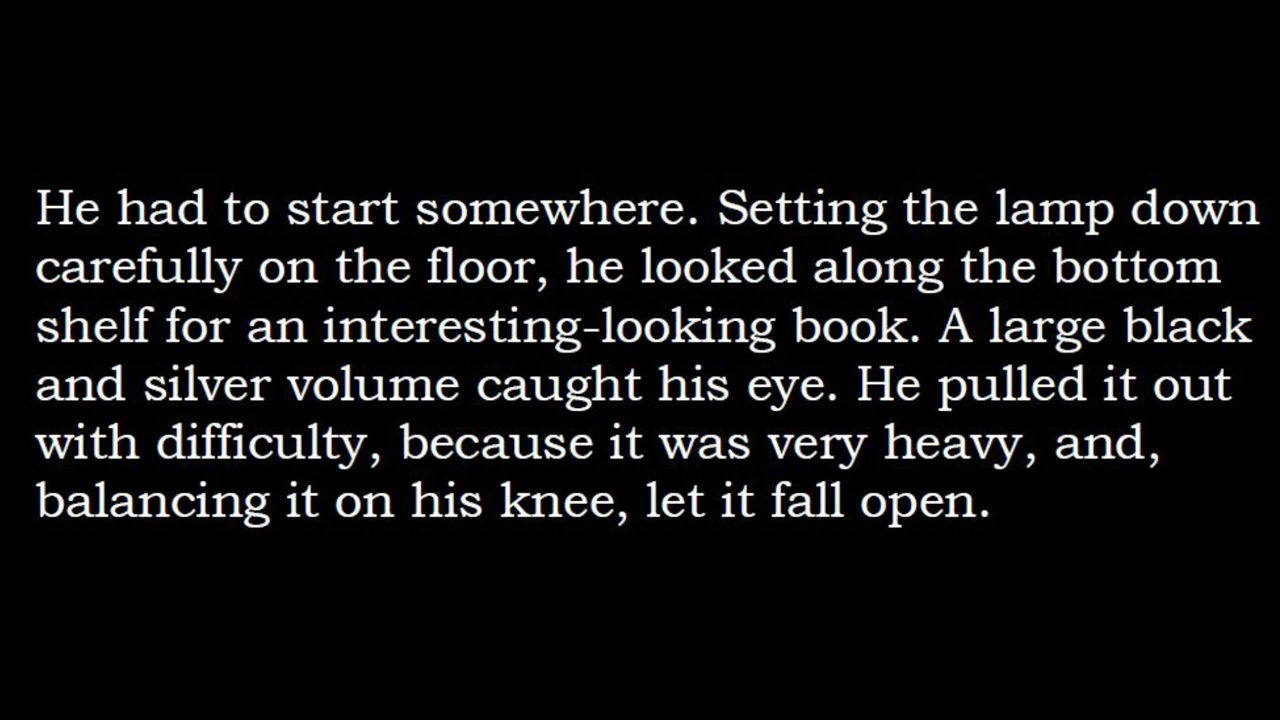 He had to start somewhere. Setting the lamp down
carefully on the floor, he looked along the bottom
shelf for an interesting-looking book. A large black
and silver volume caught his eye. He pulled it out
with difficulty, because it was very heavy, and,
balancing it on his knee, let it fall open.